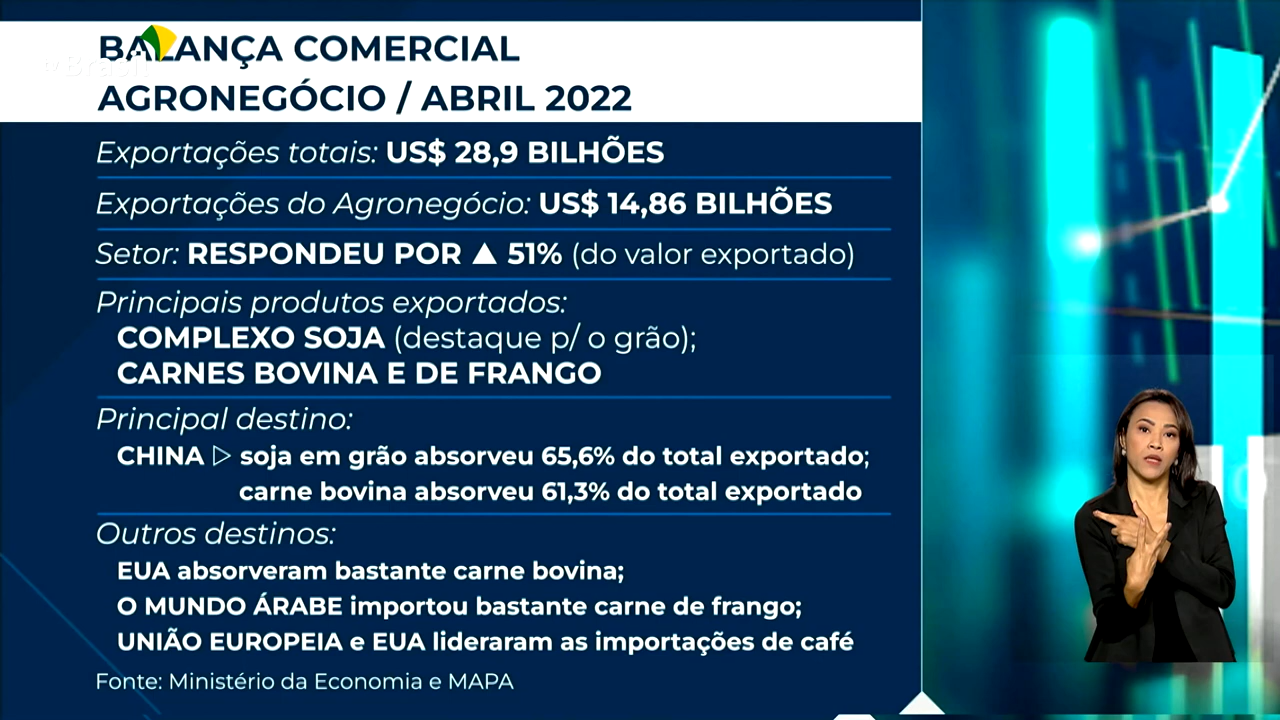 BALANÇA COMERCIAL
AGRONEGÓCIO / ABRIL 2022
Exportações totais: US$ 28,9 BILHÕES
Exportações do Agronegócio: US$ 14,86 BILHÕES
Setor: RESPONDEU POR ▲ 51% (do valor exportado)
Principais produtos exportados:
COMPLEXO SOJA (destaque p/ o grão);
CARNES BOVINA E DE FRANGO
Principal destino:
CHINA ▷ soja em grão absorveu 65,6% do total exportado;
carne bovina absorveu 61,3% do total exportado
Outros destinos:
EUA absorveram bastante carne bovina;
O MUNDO ÁRABE importou bastante carne de frango;
UNIÃO EUROPEIA e EUA lideraram as importações de café
Fonte: Ministério da Economia e MAPA
tv Brasil